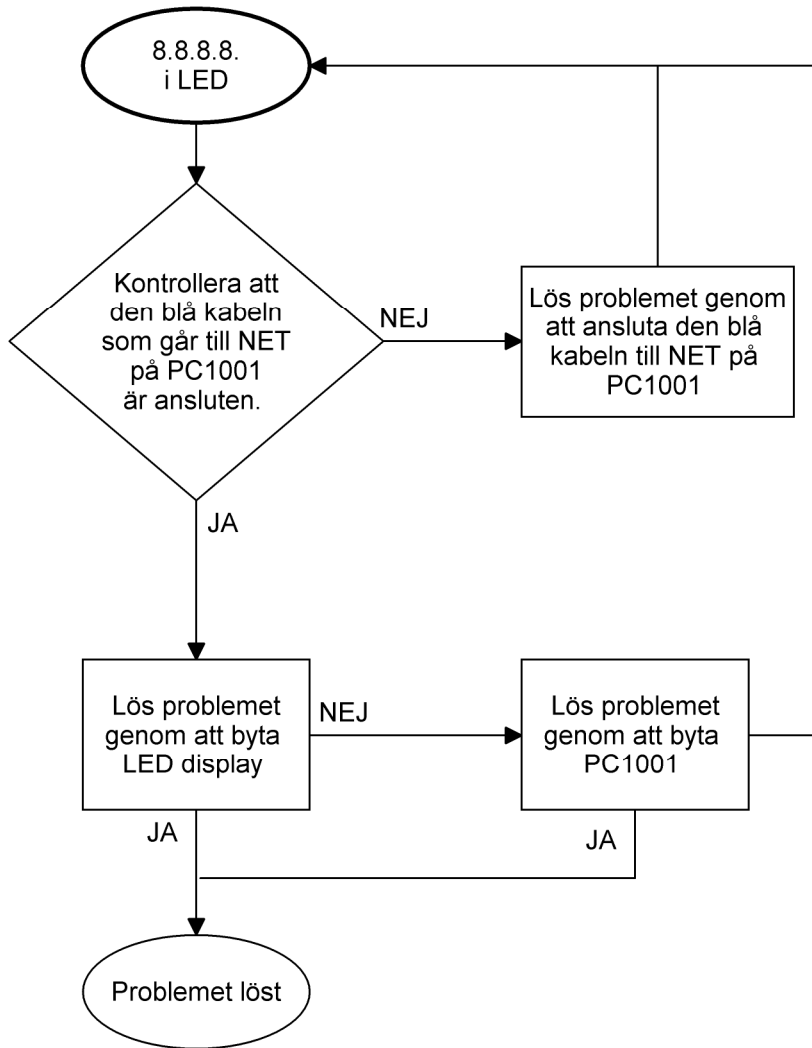 8.8.8.8.
i LED
Kontrollera att
den blå kabeln
som går till NET
på PC1001
är ansluten.
NEJ
Lös problemet genom
att ansluta den blå
kabeln till NET på
PC1001
JA
Lös problemet
genom att byta
LED display
NEJ
Lös problemet
genom att byta
PC1001
JA
JA
Problemet löst